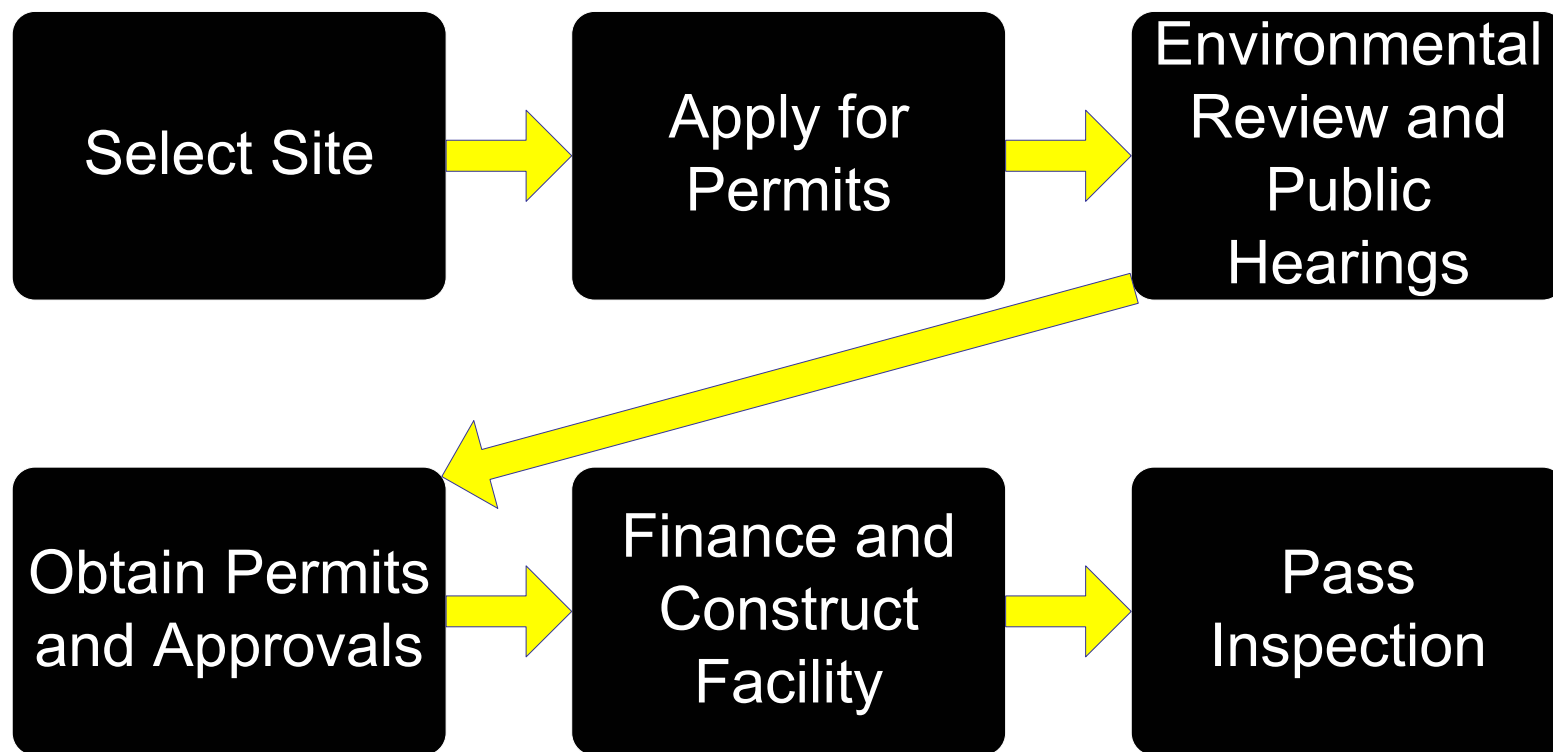 Select Site
Apply for
Permits
Environmental
Review and
Public
Hearings
Obtain Permits
and Approvals
Finance and
Construct
Facility
Pass
Inspection